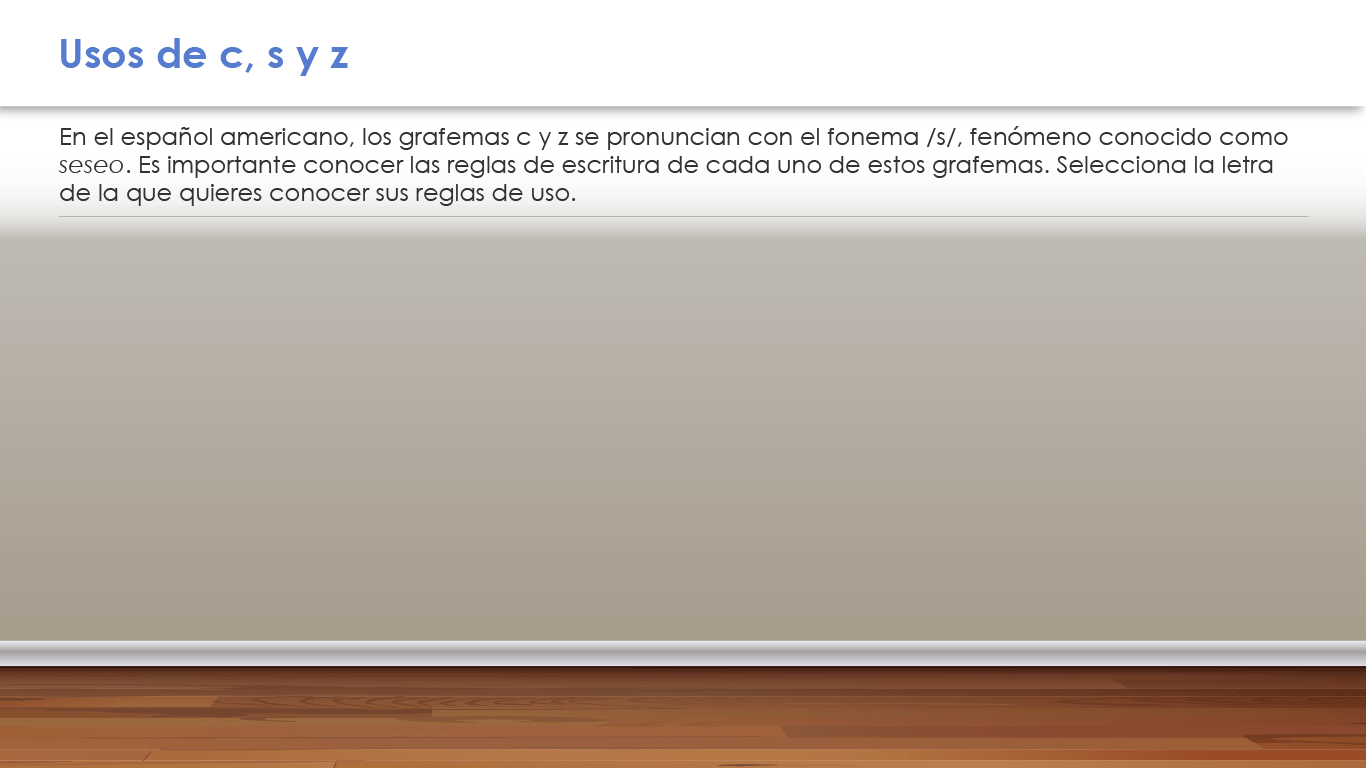 Usos de c, s y z
En el español americano, los grafemas c y z se pronuncian con el fonema /s/, fenómeno conocido como
seseo. Es importante conocer las reglas de escritura de cada uno de estos grafemas. Selecciona la letra
de la que quieres conocer sus reglas de uso.